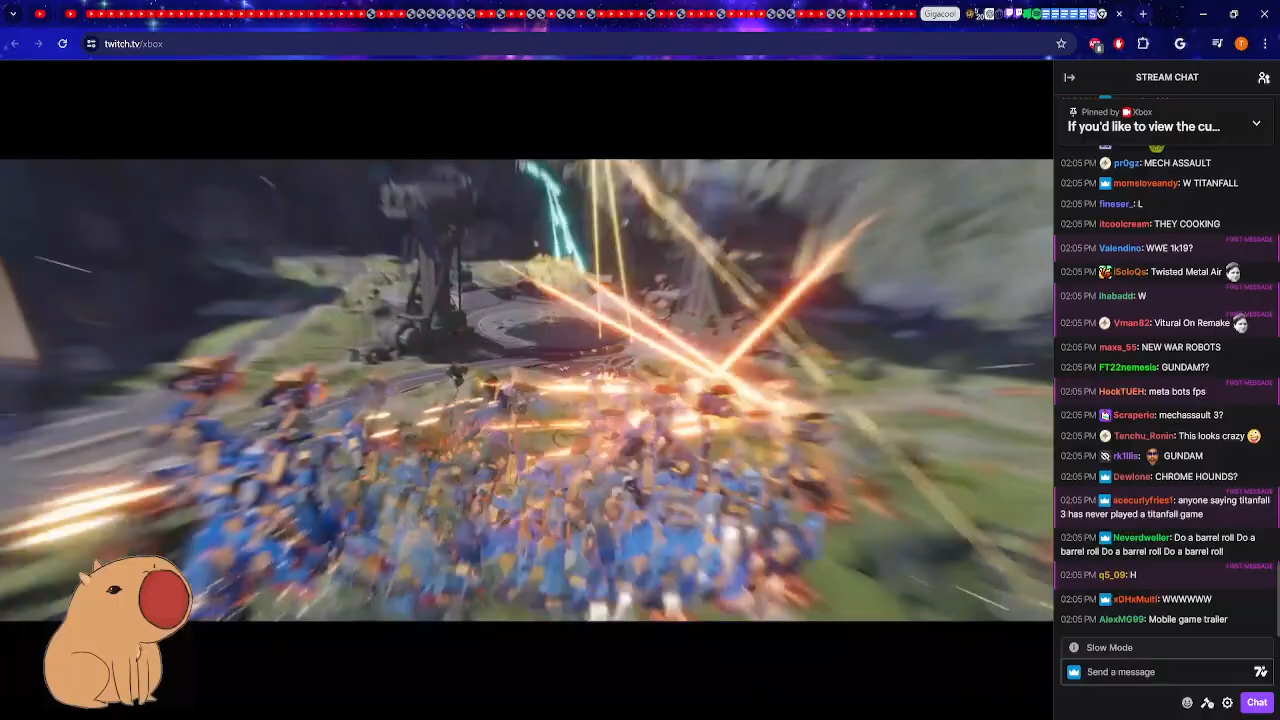 Gigacool
twitch.tv/xbox
STREAM CHAT
Pinned by Xbox
If you'd like to view the cu...
02:05 PM pr0gz: MECH ASSAULT
02:05 PM momsloveandy: W TITANFALL
02:05 PM fineser_: L
02:05 PM itcoolcream: THEY COOKING
FIRST MESSAGE
02:05 PM Valendino: WWE 1k19?
02:05 PM iSoloQs: Twisted Metal Air
FIRST MESSAGE
02:05 PM ihabadd: W
FIRST MESSAGE
02:05 PM Vman82: Vitural On Remake
02:05 PM maxs_55: NEW WAR ROBOTS
02:05 PM FT22nemesis: GUNDAM??
FIRST MESSAGE
02:05 PM HockTUEH: meta bots fps
02:05 PM Scraperio: mechassault 3?
02:05 PM Tenchu_Ronin: This looks crazy
02:05 PM rk1llis: GUNDAM
02:05 PM Dewlone: CHROME HOUNDS?
FIRST MESSAGE
02:05 PM acecurlyfries1: anyone saying titanfall
3 has never played a titanfall game
02:05 PM Neverdweller: Do a barrel roll Do a
barrel roll Do a barrel roll Do a barrel roll
FIRST MESSAGE
02:05 PM q5_09: H
02:05 PM x0HxMulti: WWWWWW
02:05 PM AlexMG99: Mobile game trailer
Slow Mode
Send a message
Chat